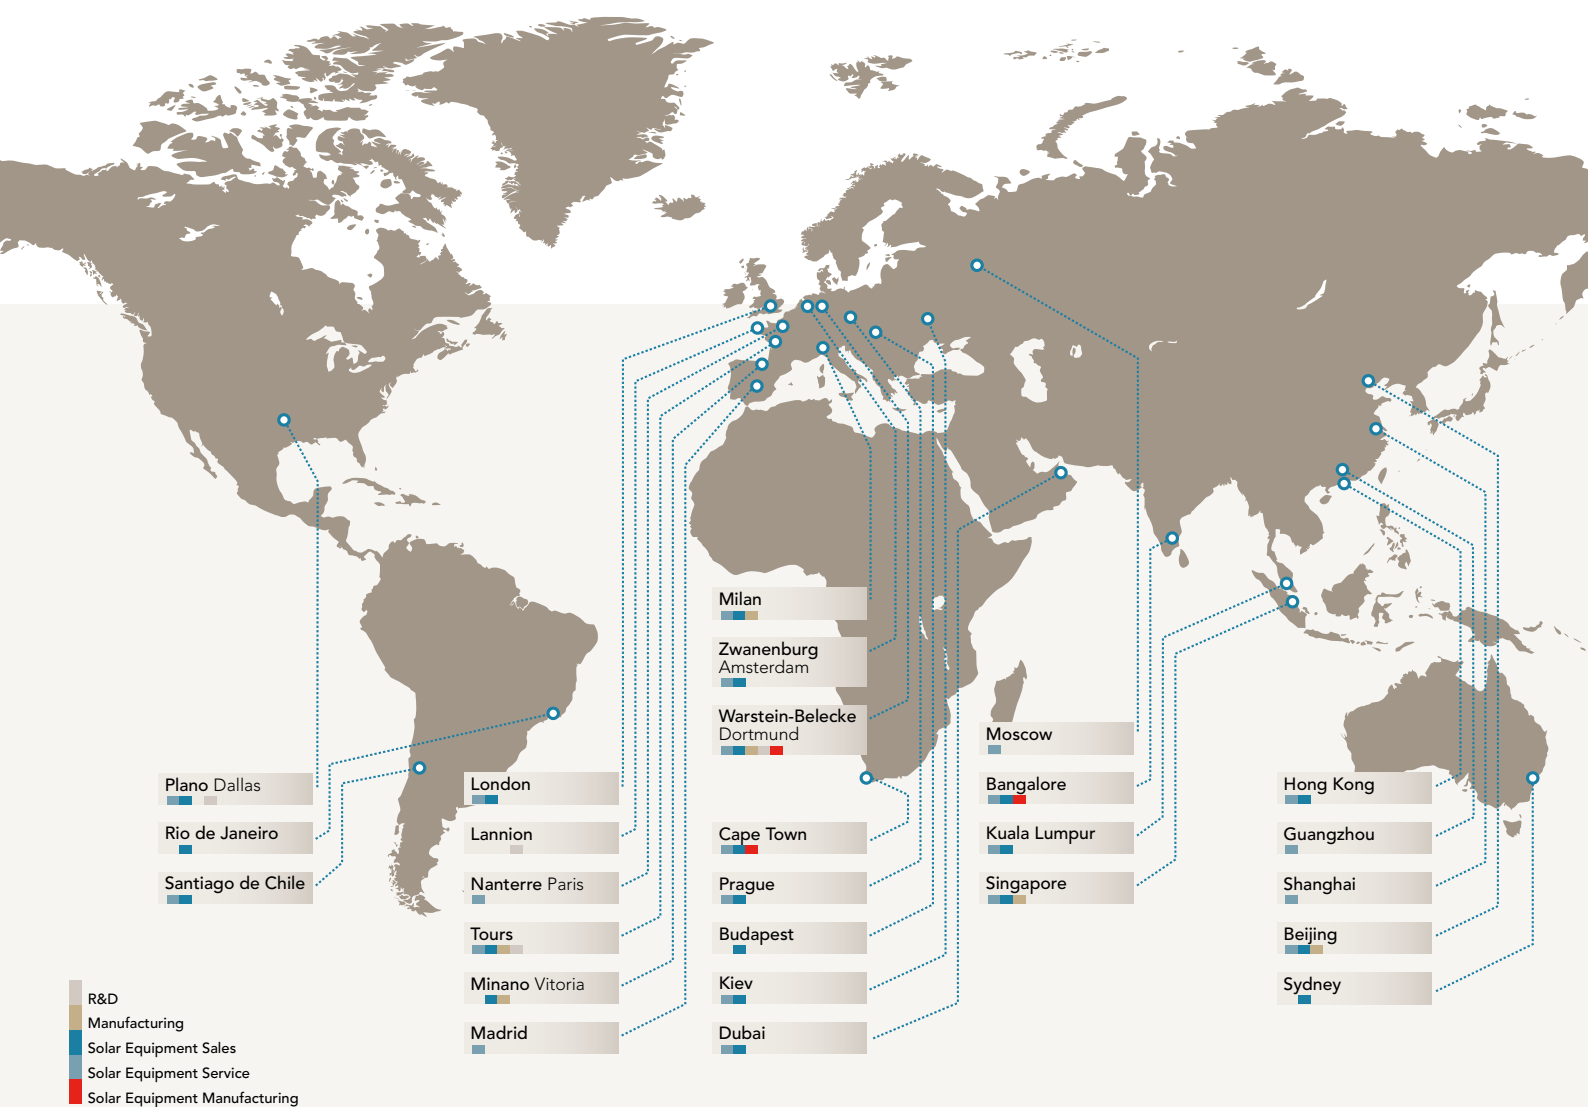 Plano Dallas
Rio de Janeiro
Santiago de Chile
London
Lannion
Nanterre Paris
Tours
Minano Vitoria
Madrid
Milan
Zwanenburg
Amsterdam
Warstein-Belecke
Dortmund
Cape Town
Prague
Budapest
Kiev
Dubai
Moscow
Bangalore
Kuala Lumpur
Singapore
Hong Kong
Guangzhou
Shanghai
Beijing
Sydney
R&D
Manufacturing
Solar Equipment Sales
Solar Equipment Service
Solar Equipment Manufacturing